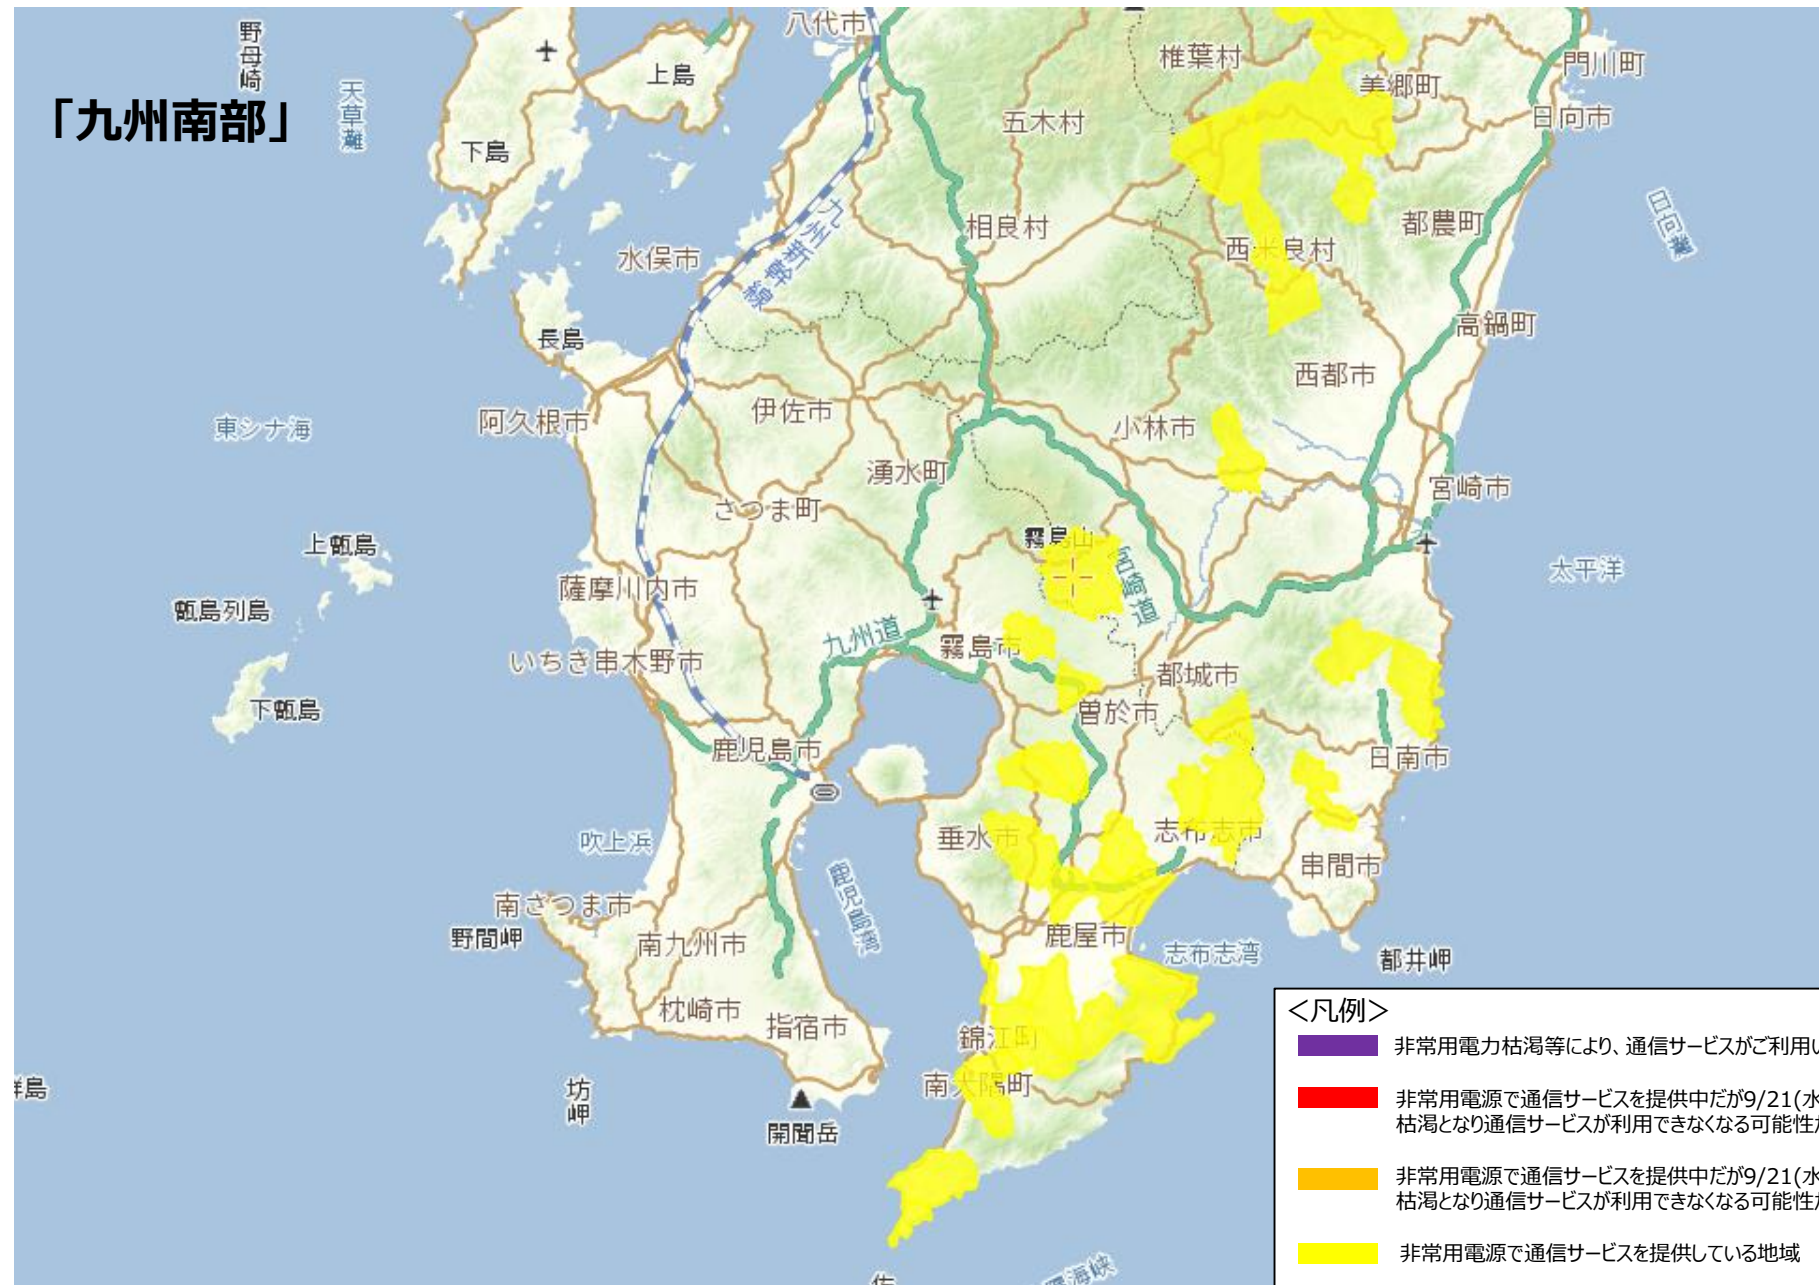 「九州南部」
野母崎
天草灘
八代市
上島
下島
椎葉村
美郷町
門川町
日向市
五木村
日向灘
相良村
都農町
水俣市
九州新幹線
西米良村
長島
高鍋町
西都市
阿久根市
伊佐市
小林市
東シナ海
湧水町
宮崎市
さつま町
上甑島
霧島山
宮崎道
太平洋
薩摩川内市
甑島列島
九州道
霧島市
いちき串木野市
都城市
下甑島
曽於市
鹿児島市
日南市
吹上浜
垂水市
志布志市
串間市
鹿児島湾
南さつま市
野間岬
南九州市
鹿屋市
志布志湾
都井岬
枕崎市
指宿市
錦江町
南大隅町
群島
坊岬
開聞岳
＜凡例＞
非常用電力枯渇等により、通信サービスがご利用い
非常用電源で通信サービスを提供中だが9/21(水
枯渇となり通信サービスが利用できなくなる可能性が
非常用電源で通信サービスを提供中だが9/21(水
枯渇となり通信サービスが利用できなくなる可能性が
非常用電源で通信サービスを提供している地域